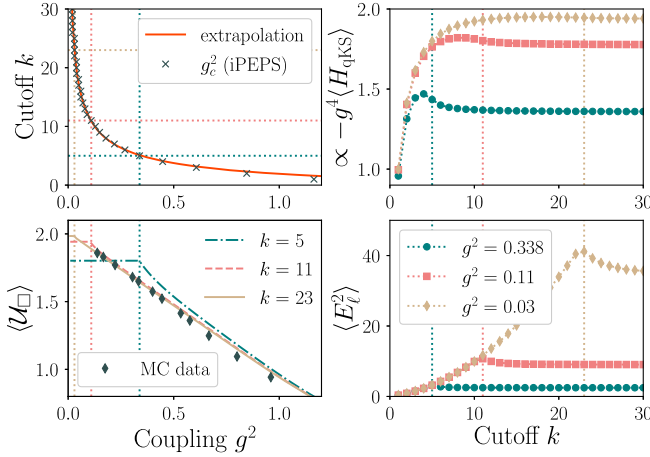 30
20
10
0
Cutoff k
0.0
0.5
1.0
extrapolation
g_c^2 (iPEPS)
2.0
1.5
1.0
∝ −g^4⟨H_qKS⟩
0
10
20
30
2.0
1.5
1.0
⟨𝒰_□⟩
k = 5
k = 11
k = 23
MC data
0.0
0.5
1.0
Coupling g^2
40
20
0
⟨E_ℓ^2⟩
g^2 = 0.338
g^2 = 0.11
g^2 = 0.03
0
10
20
30
Cutoff k